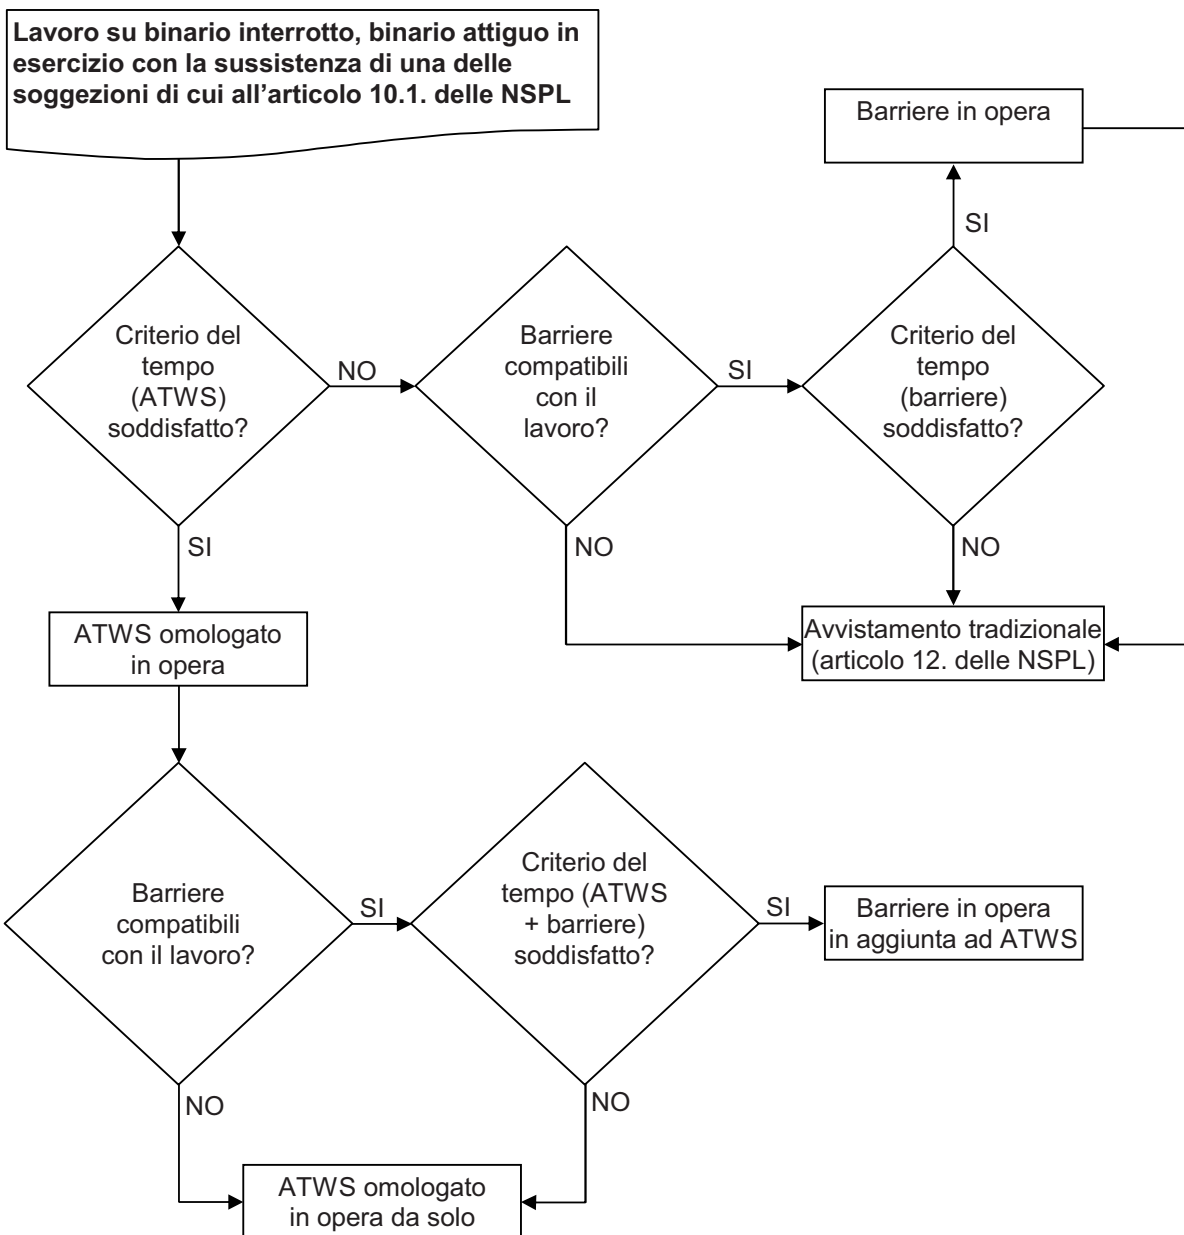 Lavoro su binario interrotto, binario attiguo in
esercizio con la sussistenza di una delle
soggezioni di cui all'articolo 10.1. delle NSPL
Barriere in opera
SI
Criterio del
tempo
(ATWS)
soddisfatto?
NO
Barriere
compatibili
con il
lavoro?
SI
Criterio del
tempo
(barriere)
soddisfatto?
SI
NO
NO
ATWS omologato
in opera
Avvistamento tradizionale
(articolo 12. delle NSPL)
Barriere
compatibili
con il lavoro?
SI
Criterio del
tempo (ATWS
+ barriere)
soddisfatto?
SI
Barriere in opera
in aggiunta ad ATWS
NO
NO
ATWS omologato
in opera da solo